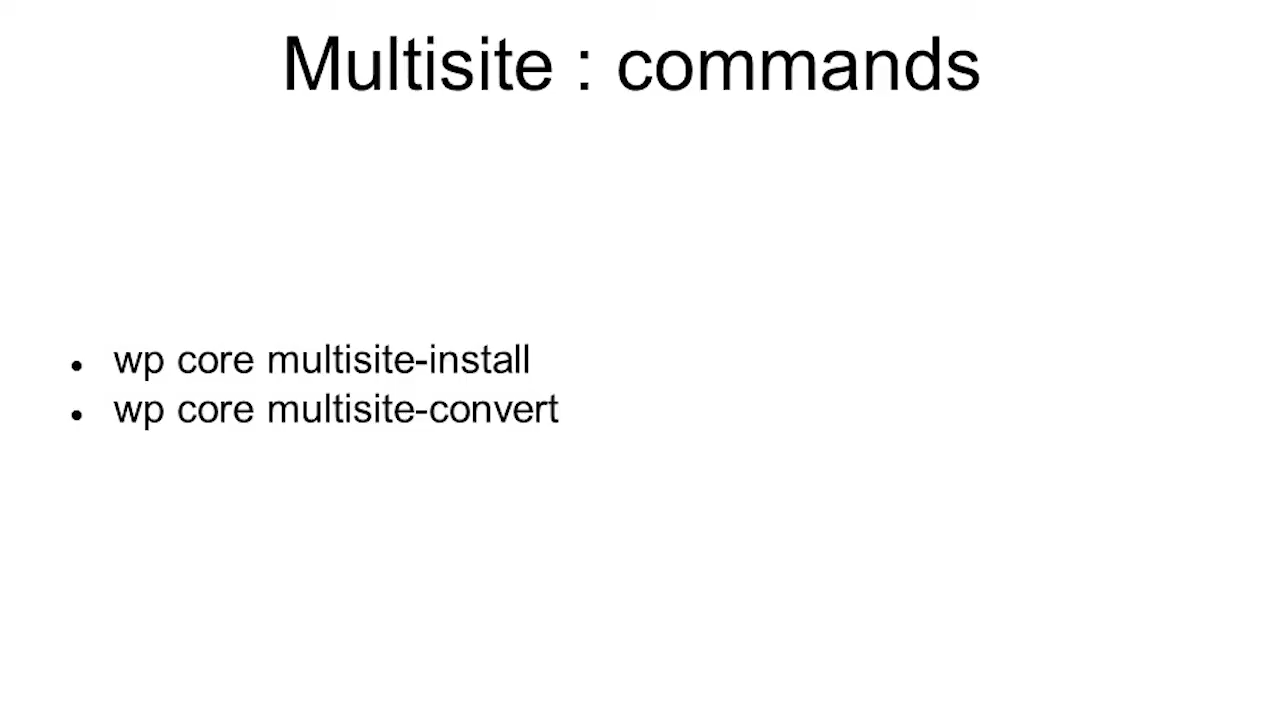 Multisite : commands
● wp core multisite-install
● wp core multisite-convert